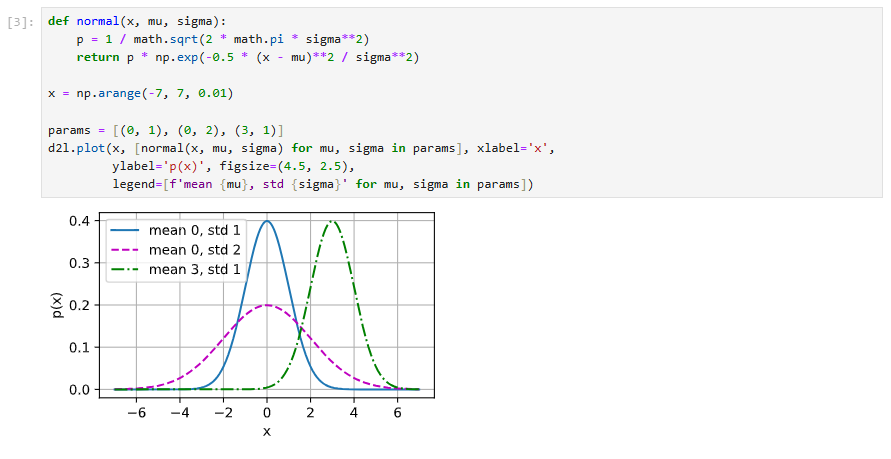 [3]:
def normal(x, mu, sigma):
    p = 1 / math.sqrt(2 * math.pi * sigma**2)
    return p * np.exp(-0.5 * (x - mu)**2 / sigma**2)
x = np.arange(-7, 7, 0.01)
params = [(0, 1), (0, 2), (3, 1)]
d2l.plot(x, [normal(x, mu, sigma) for mu, sigma in params], xlabel='x',
         ylabel='p(x)', figsize=(4.5, 2.5),
         legend=[f'mean {mu}, std {sigma}' for mu, sigma in params])
mean 0, std 1
mean 0, std 2
mean 3, std 1
0.4
0.3
0.2
0.1
0.0
p(x)
−6 −4 −2 0 2 4 6
x